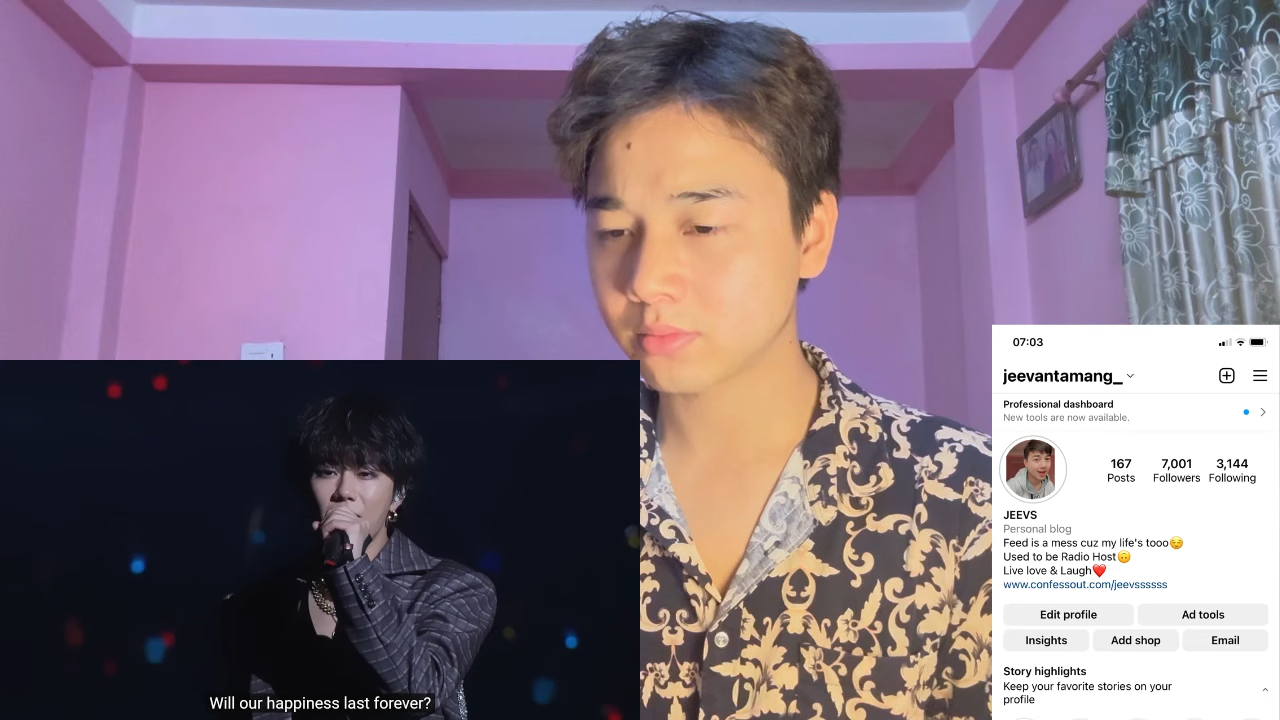 Will our happiness last forever?
07:03
jeevantamang_
Professional dashboard
New tools are now available.
167 7,001 3,144
Posts Followers Following
JEEVS
Personal blog
Feed is a mess cuz my life's tooo😌
Used to be Radio Host🙃
Live love & Laugh❤️
www.confessout.com/jeevssssss
Edit profile Ad tools
Insights Add shop Email
Story highlights
Keep your favorite stories on your
profile